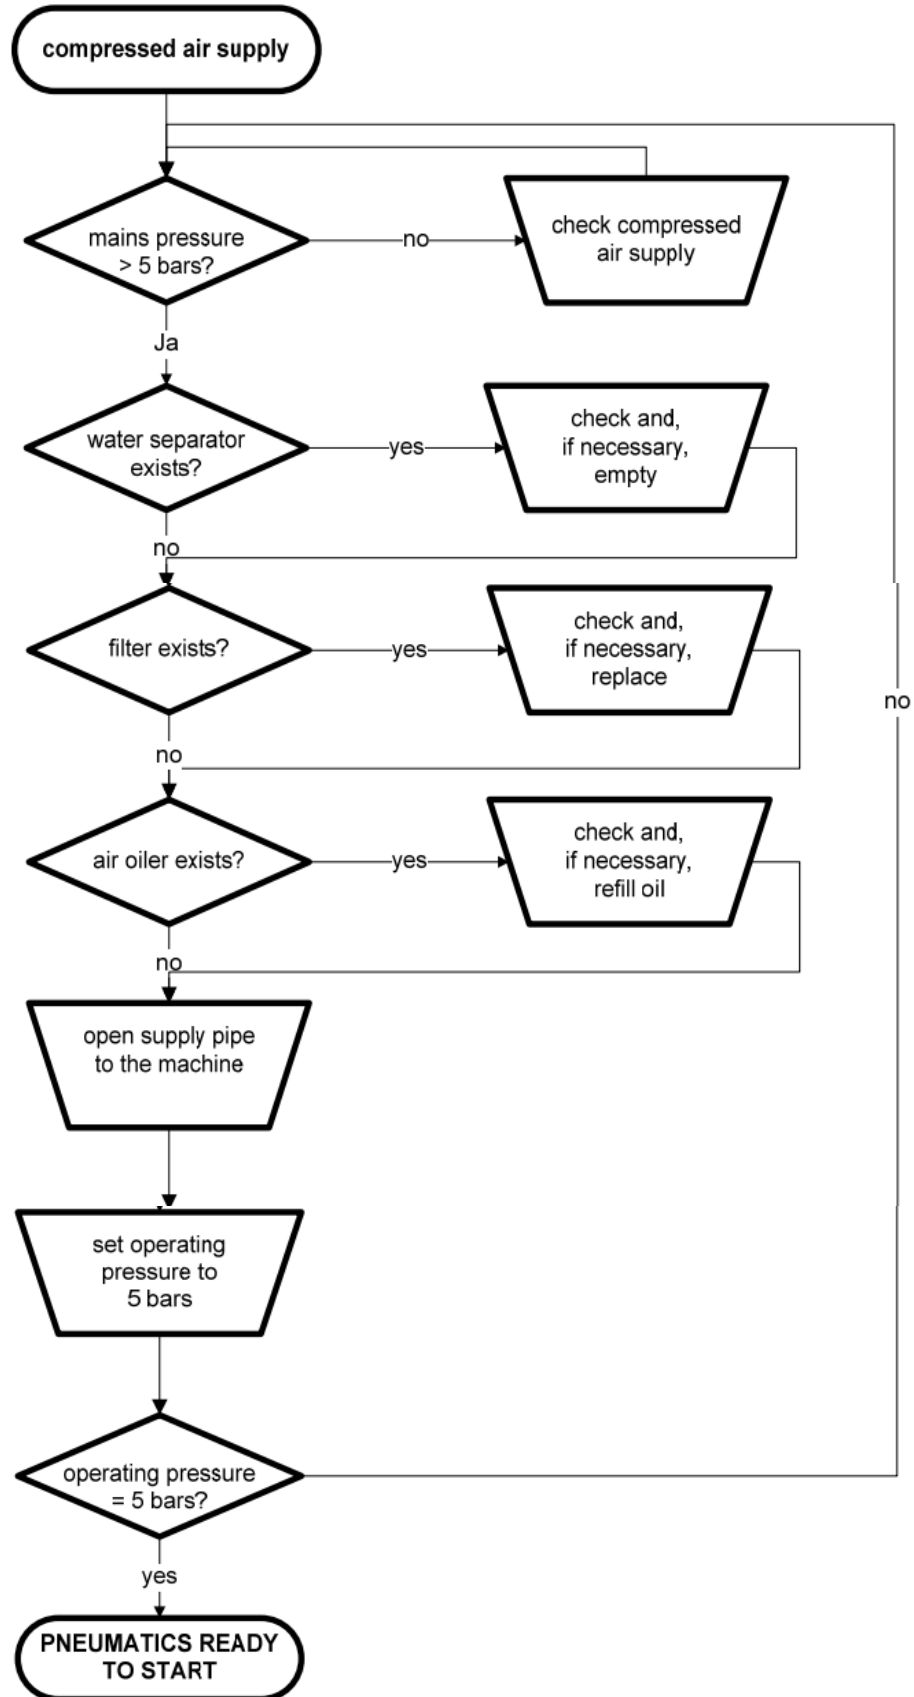 compressed air supply
mains pressure
> 5 bars?
no
check compressed
air supply
Ja
water separator
exists?
yes
check and,
if necessary,
empty
no
filter exists?
yes
check and,
if necessary,
replace
no
no
air oiler exists?
yes
check and,
if necessary,
refill oil
no
open supply pipe
to the machine
set operating
pressure to
5 bars
operating pressure
= 5 bars?
yes
PNEUMATICS READY
TO START